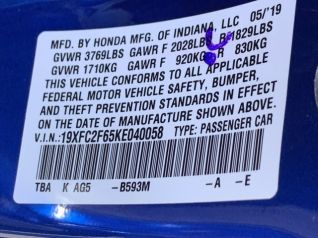 MFD. BY HONDA MFG. OF INDIANA, LLC 05/'19
GVWR 3769LBS GAWR F 2028LBS R 1829LBS
GVWR 1710KG GAWR F 920KG R 830KG
THIS VEHICLE CONFORMS TO ALL APPLICABLE
FEDERAL MOTOR VEHICLE SAFETY, BUMPER,
AND THEFT PREVENTION STANDARDS IN EFFECT
ON THE DATE OF MANUFACTURE SHOWN ABOVE.
V.I.N.:19XFC2F65KE040058 TYPE: PASSENGER CAR
TBA K AG5 -B593M -A -E